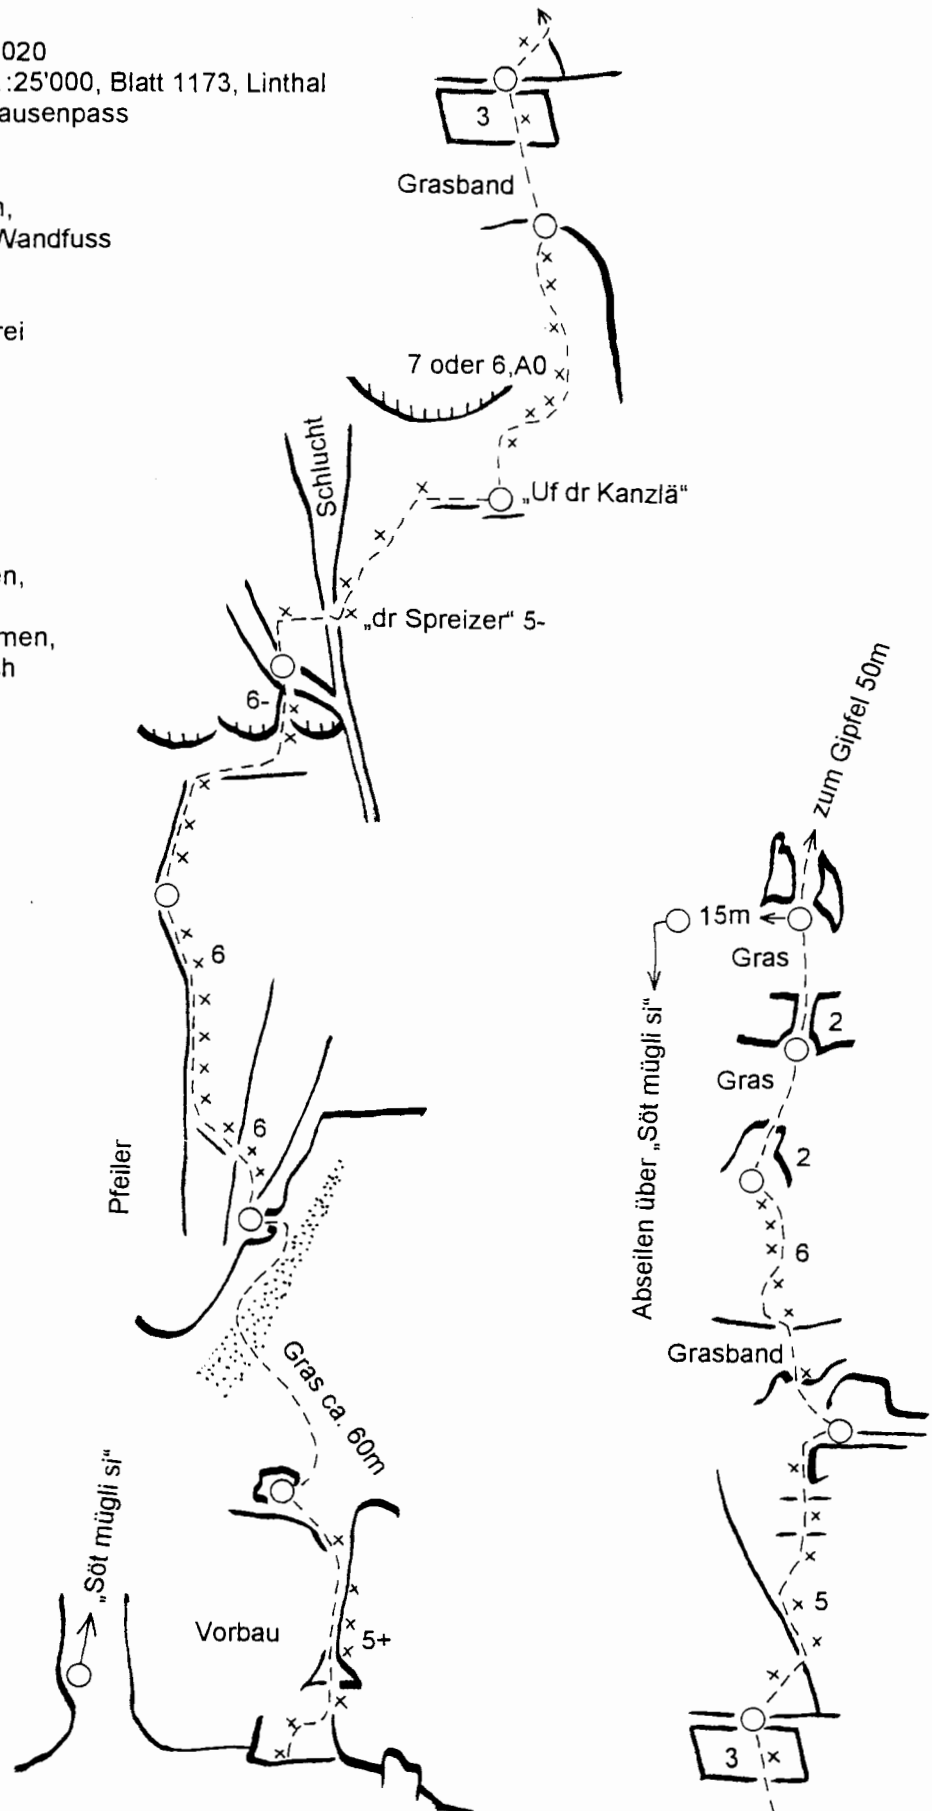 020
:25'000, Blatt 1173, Linthal
ausenpass
n,
Wandfuss
rei
en,
men,
sh
3
Grasband
7 oder 6,A0
Schlucht
„Uf dr Kanzlä“
„dr Spreizer“ 5-
6-
6
6
Pfeiler
Gras ca. 60m
„Söt mügli si“
Vorbau
5+
zum Gipfel 50m
15m
Gras
2
Abseilen über „Söt mügli si“
Gras
2
6
Grasband
5
3